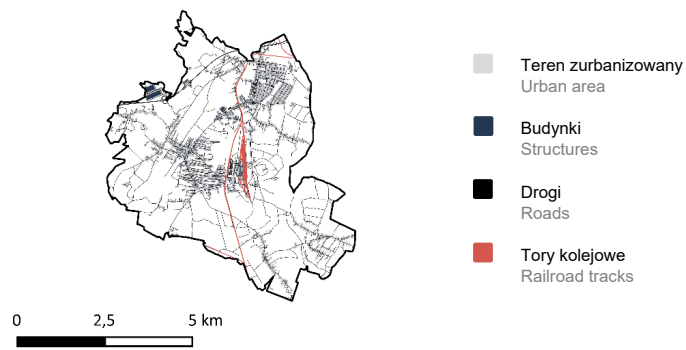 Teren zurbanizowany
Urban area
Budynki
Structures
Drogi
Roads
Tory kolejowe
Railroad tracks
0 2,5 5 km